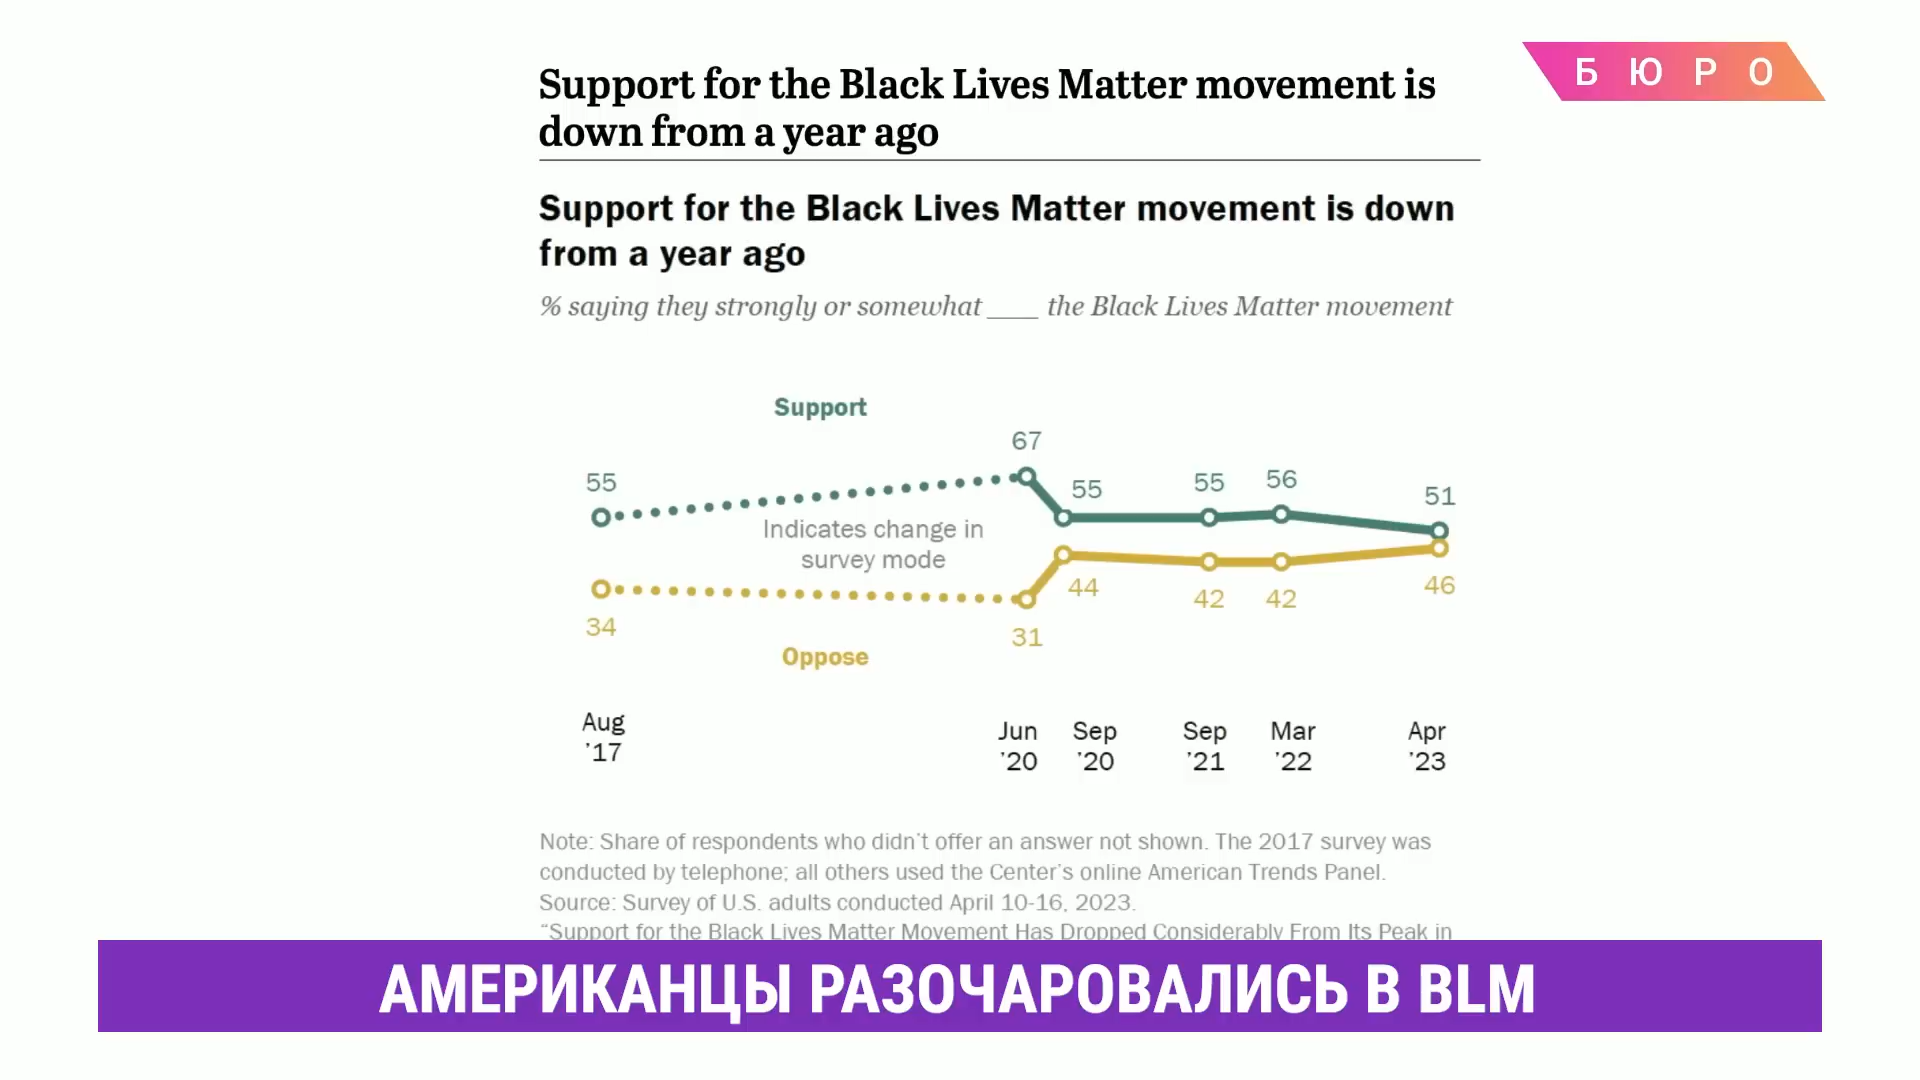 БЮРО
Support for the Black Lives Matter movement is
down from a year ago
Support for the Black Lives Matter movement is down
from a year ago
% saying they strongly or somewhat ___ the Black Lives Matter movement
Support
67
55
55
55
56
51
Indicates change in
survey mode
34
31
44
42
42
46
Oppose
Aug
'17
Jun
'20
Sep
'20
Sep
'21
Mar
'22
Apr
'23
Note: Share of respondents who didn't offer an answer not shown. The 2017 survey was
conducted by telephone; all others used the Center's online American Trends Panel.
Source: Survey of U.S. adults conducted April 10-16, 2023.
“Support for the Black Lives Matter Movement Has Dropped Considerably From Its Peak in
АМЕРИКАНЦЫ РАЗОЧАРОВАЛИСЬ В BLM